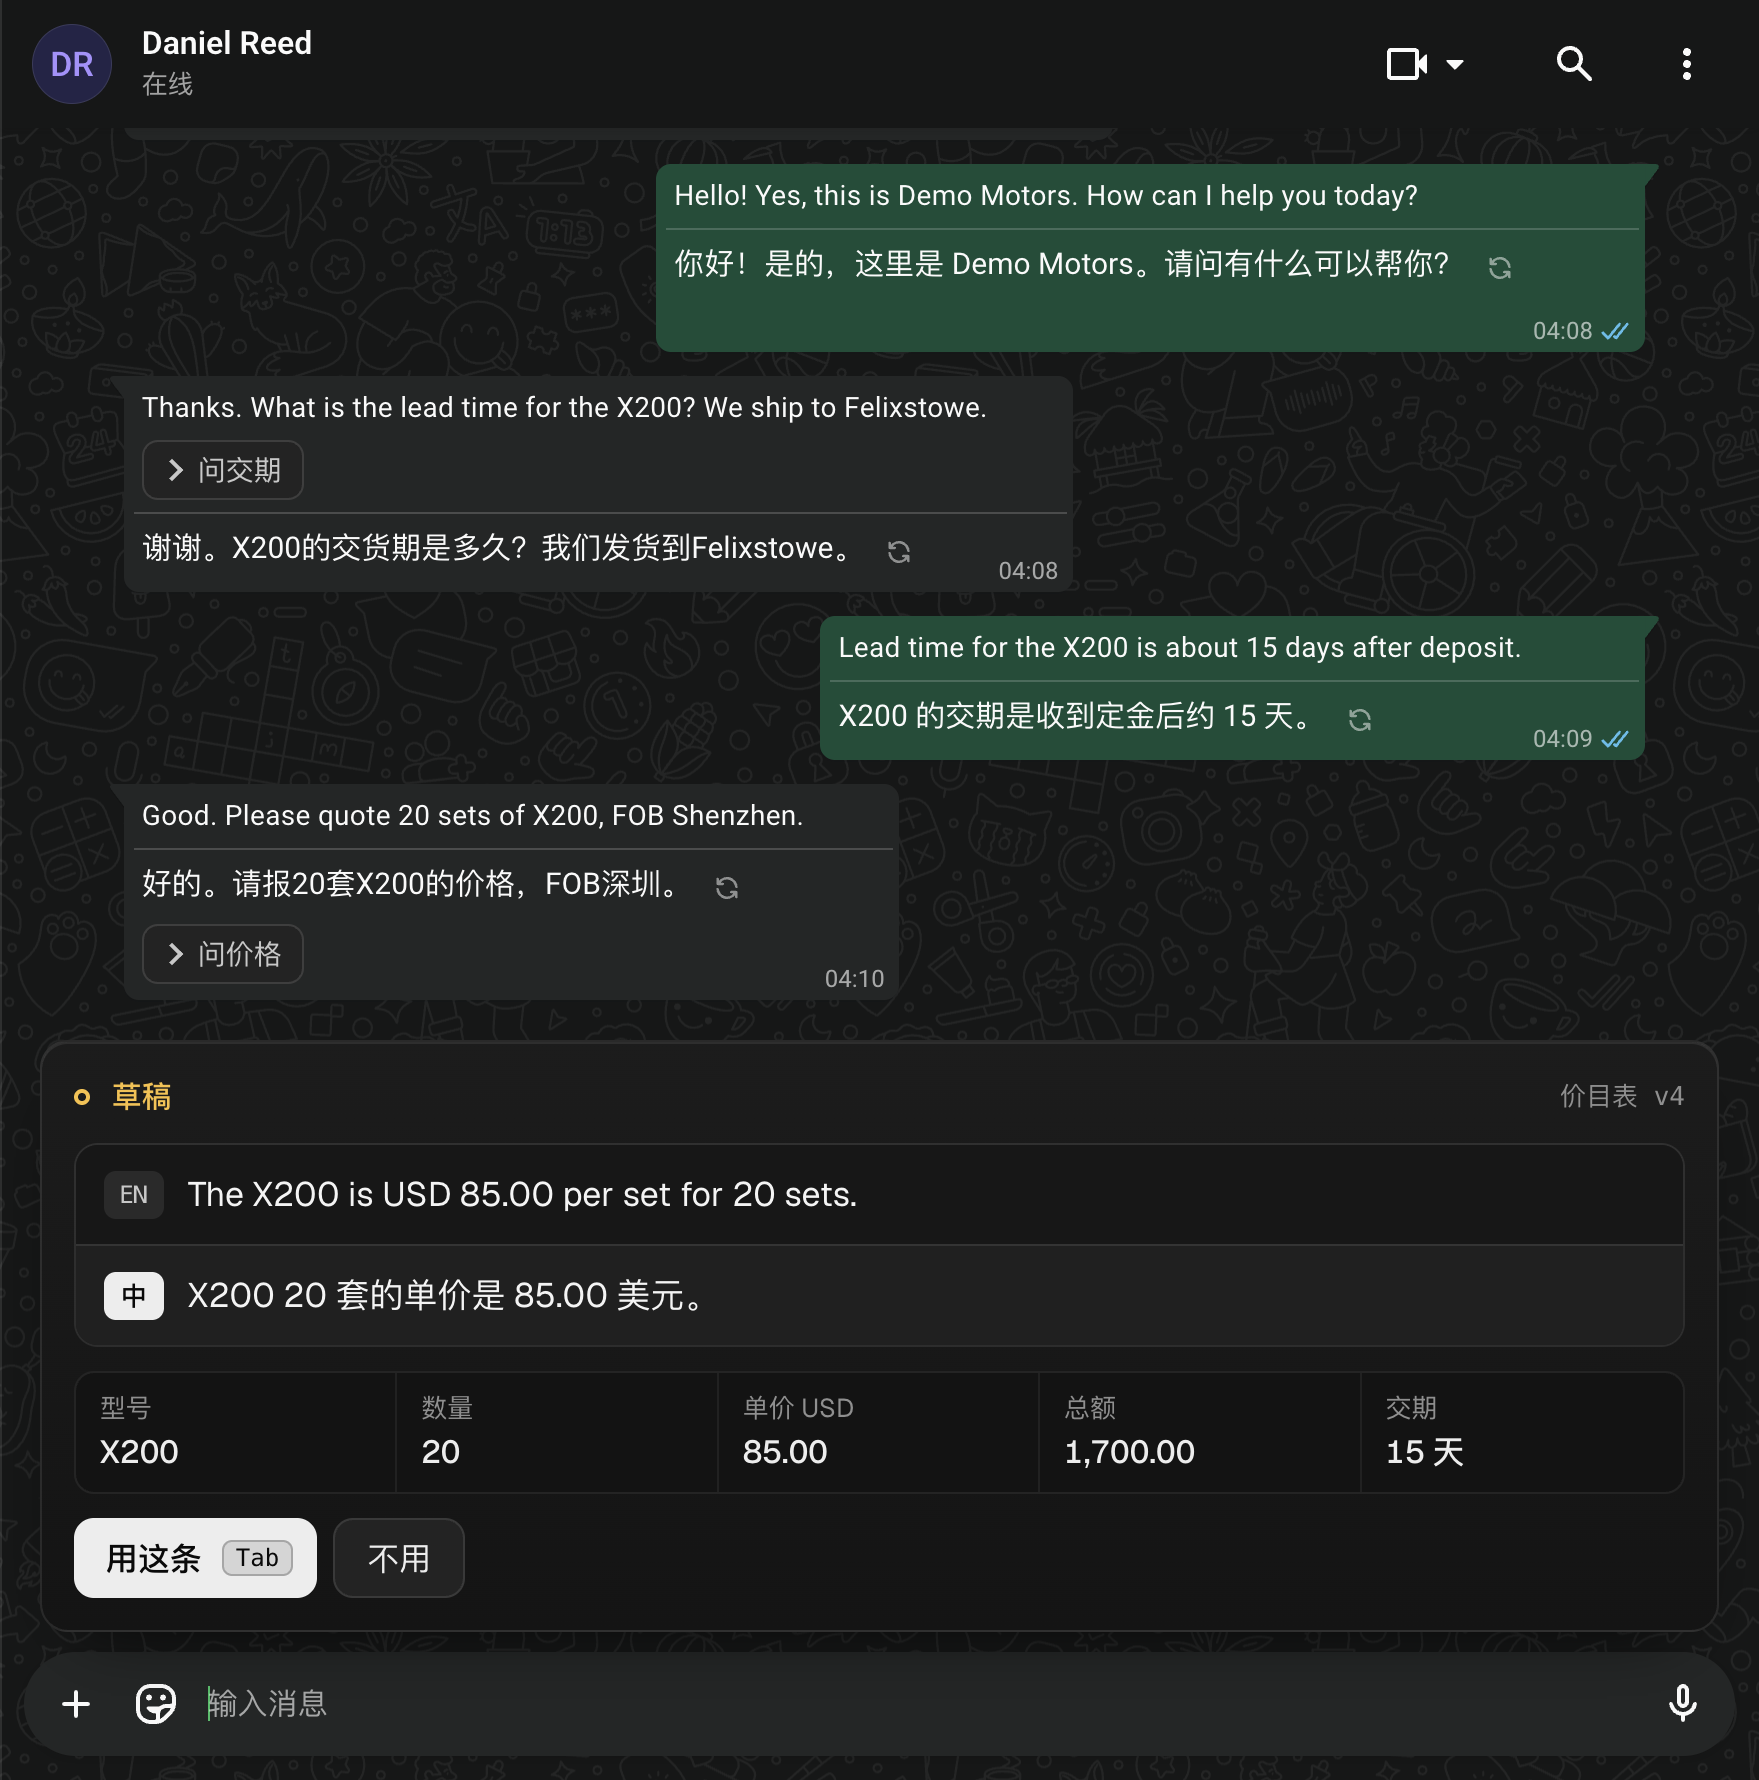 DR
Daniel Reed
在线
Hello! Yes, this is Demo Motors. How can I help you today?
你好！是的，这里是 Demo Motors。请问有什么可以帮你？
04:08
Thanks. What is the lead time for the X200? We ship to Felixstowe.
问交期
谢谢。X200的交货期是多久？我们发货到Felixstowe。
04:08
Lead time for the X200 is about 15 days after deposit.
X200 的交期是收到定金后约 15 天。
04:09
Good. Please quote 20 sets of X200, FOB Shenzhen.
好的。请报20套X200的价格，FOB深圳。
问价格
04:10
草稿
价目表 v4
EN The X200 is USD 85.00 per set for 20 sets.
中 X200 20 套的单价是 85.00 美元。
型号 数量 单价 USD 总额 交期
X200 20 85.00 1,700.00 15 天
用这条 Tab 不用
输入消息